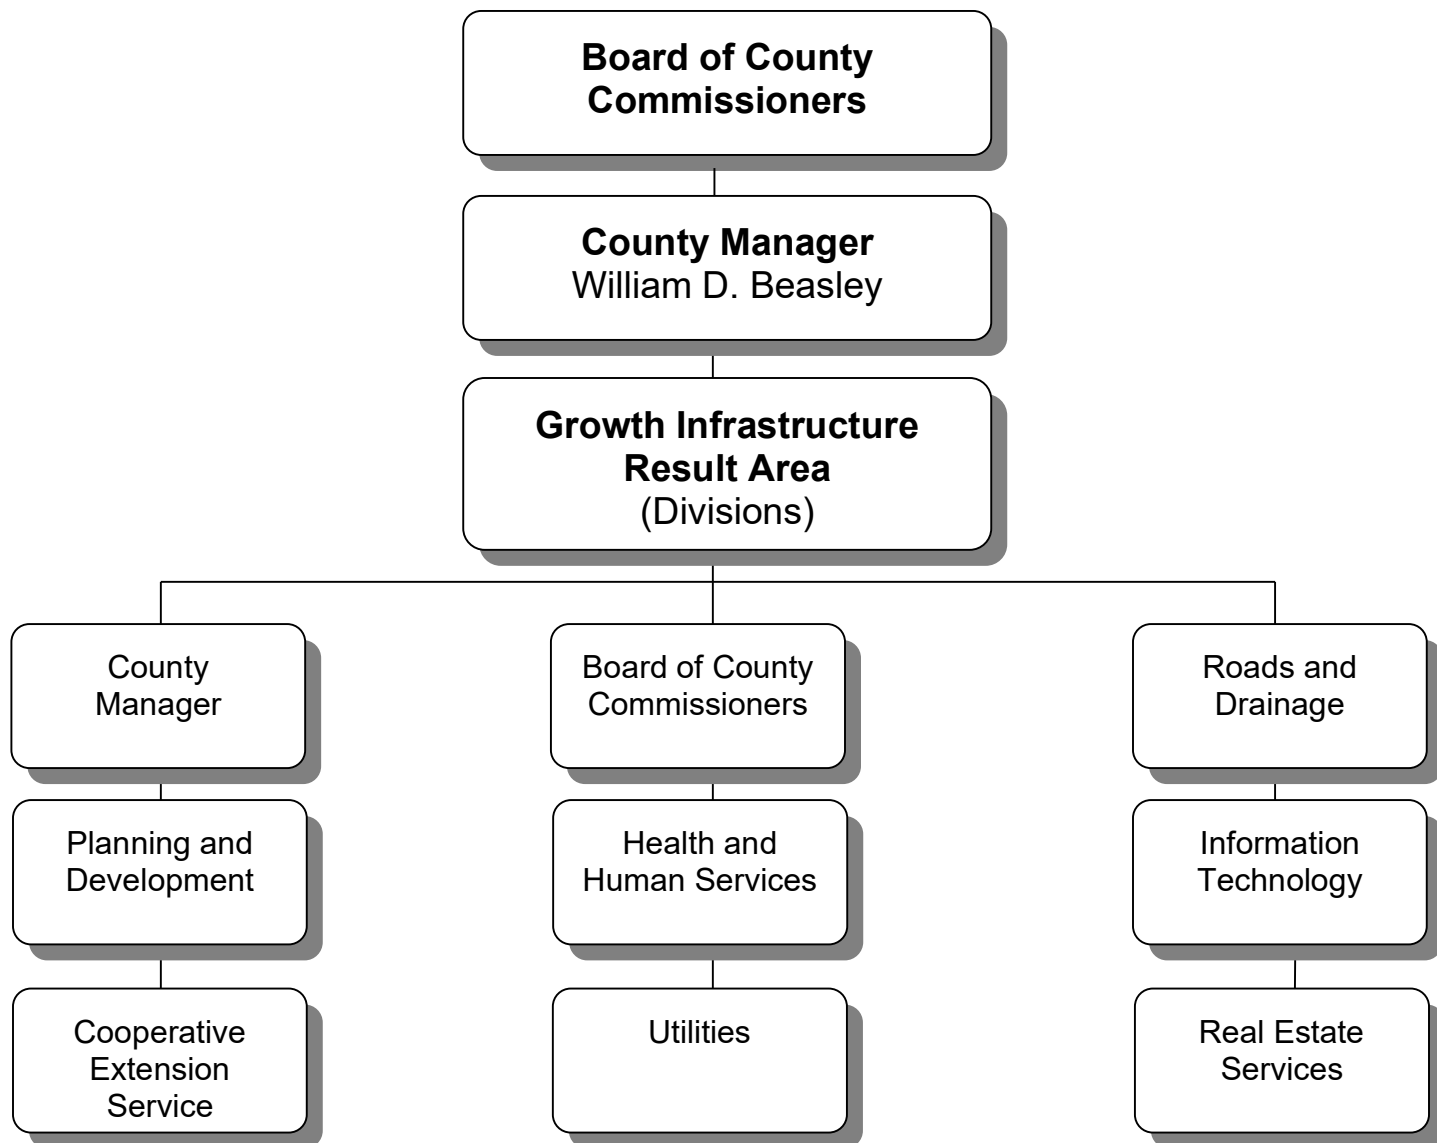 Board of County
Commissioners
County Manager
William D. Beasley
Growth Infrastructure
Result Area
(Divisions)
County
Manager
Board of County
Commissioners
Roads and
Drainage
Planning and
Development
Health and
Human Services
Information
Technology
Cooperative
Extension
Service
Utilities
Real Estate
Services